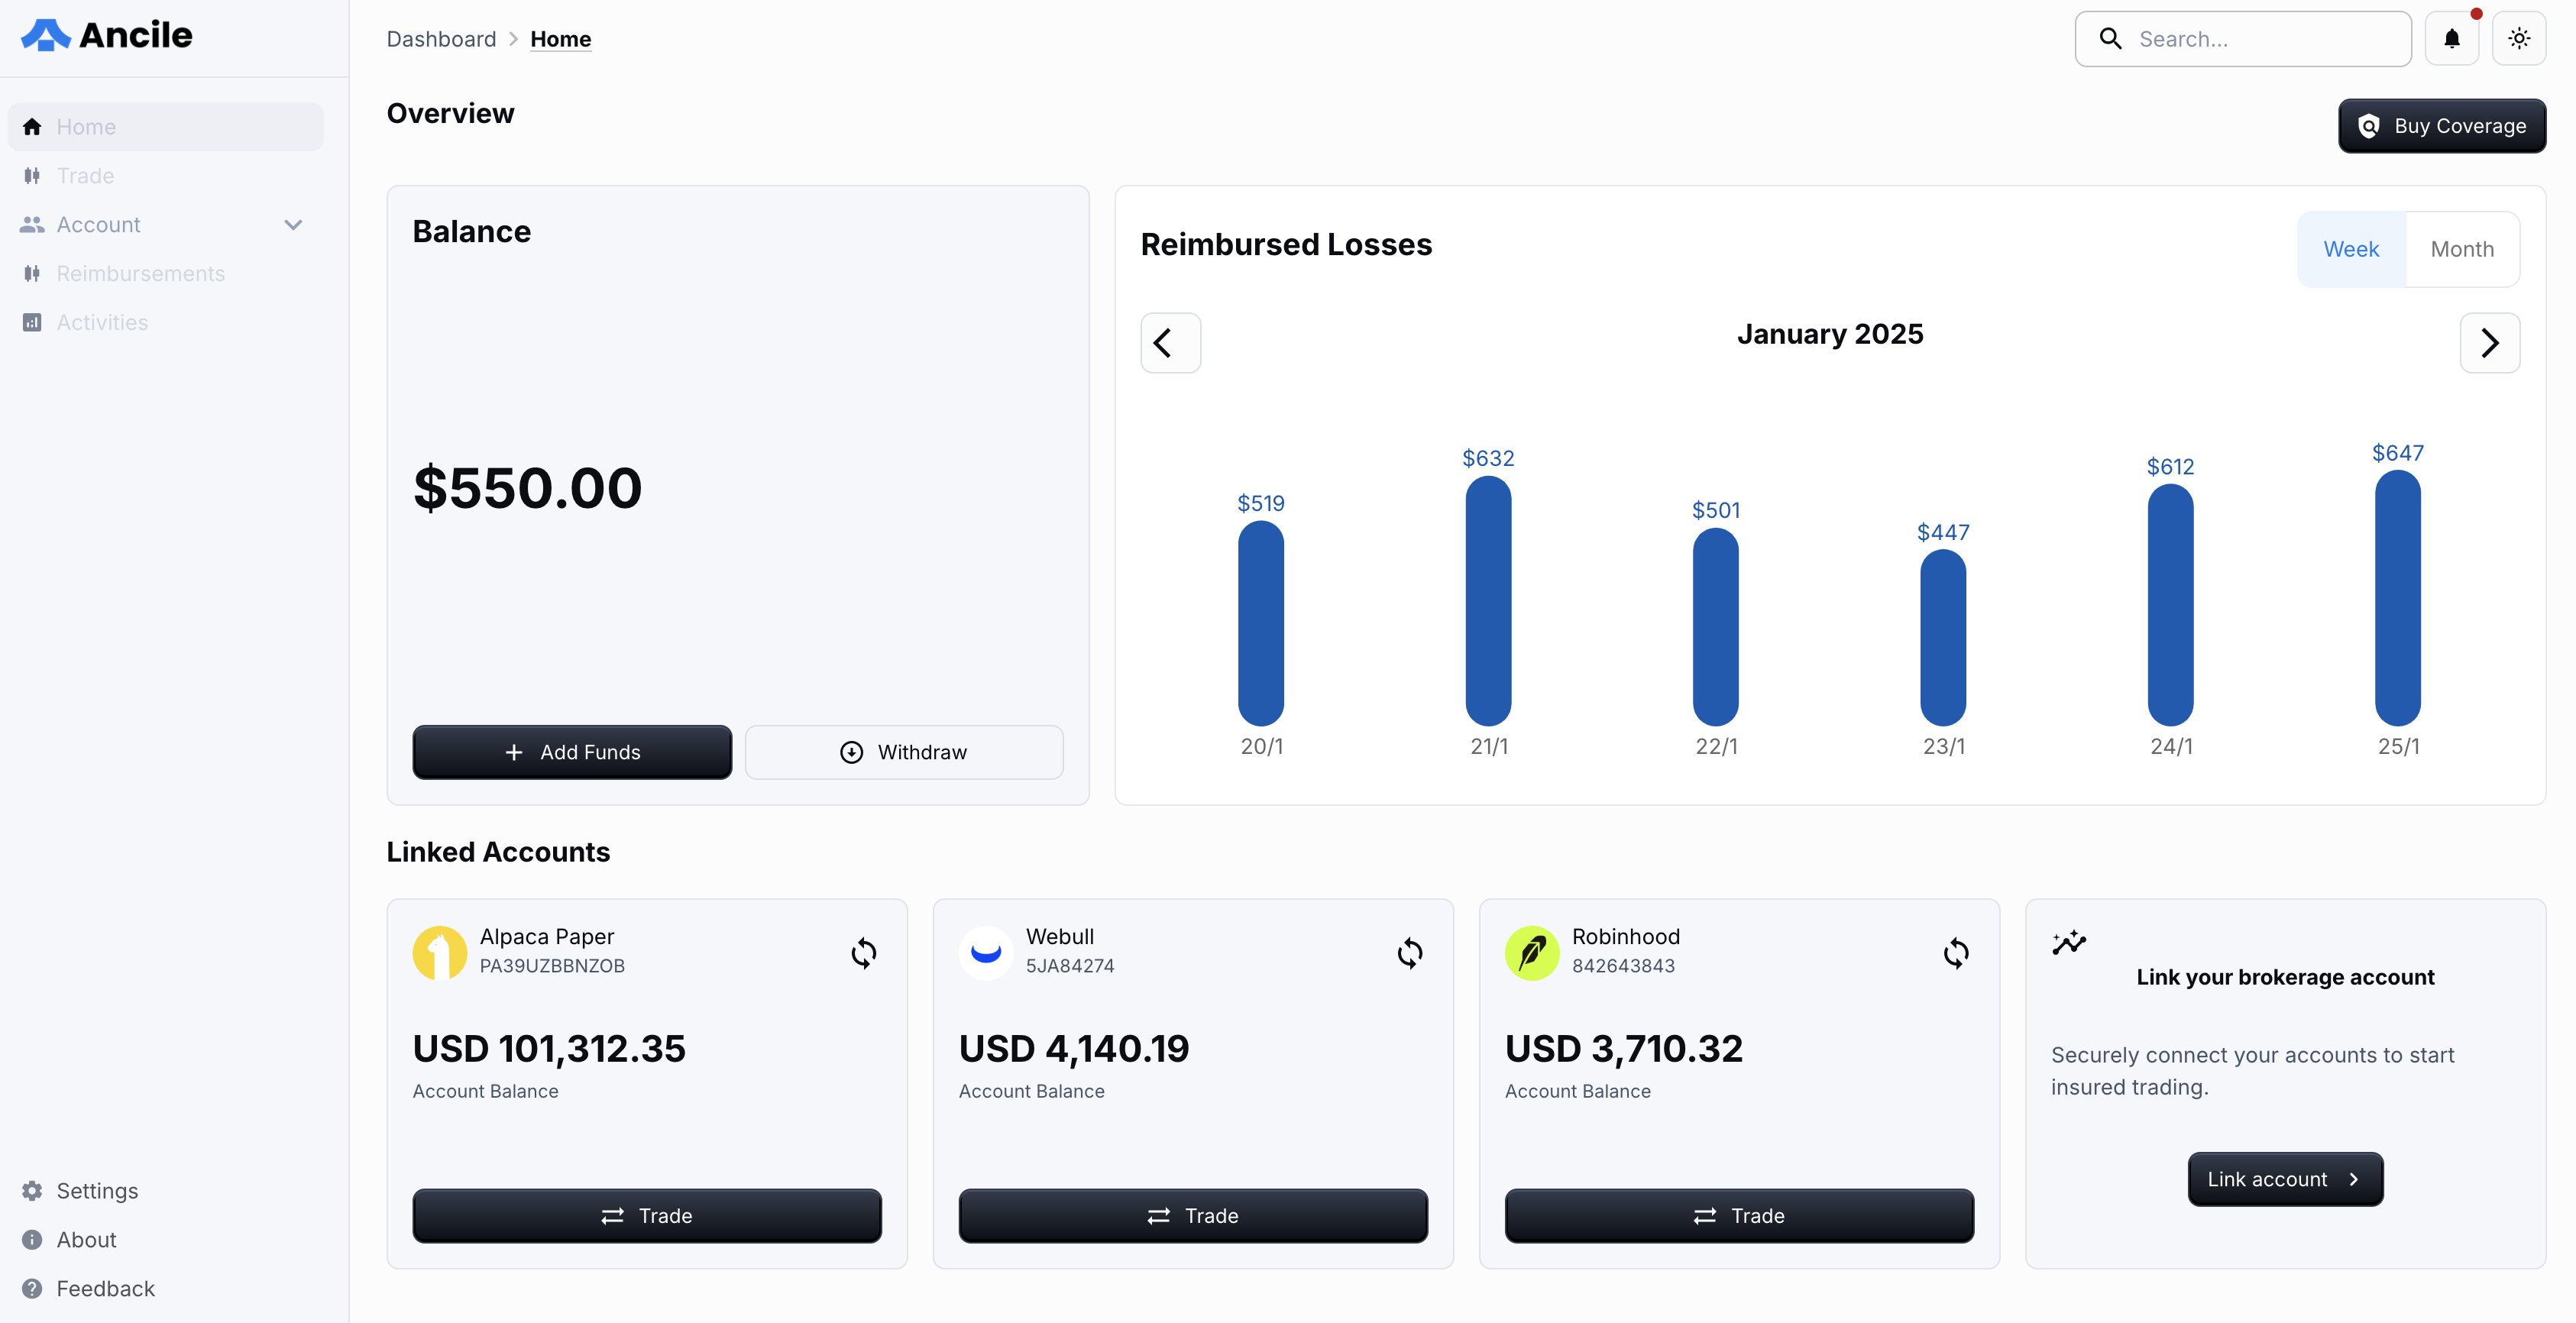 Ancile
Dashboard > Home
Search...
Home
Trade
Account
Reimbursements
Activities
Settings
About
Feedback
Overview
Buy Coverage
Balance
$550.00
+ Add Funds
Withdraw
Reimbursed Losses
Week Month
January 2025
$519 $632 $501 $447 $612 $647
20/1 21/1 22/1 23/1 24/1 25/1
Linked Accounts
Alpaca Paper
PA39UZBBNZOB
USD 101,312.35
Account Balance
Trade
Webull
5JA84274
USD 4,140.19
Account Balance
Trade
Robinhood
842643843
USD 3,710.32
Account Balance
Trade
Link your brokerage account
Securely connect your accounts to start
insured trading.
Link account >